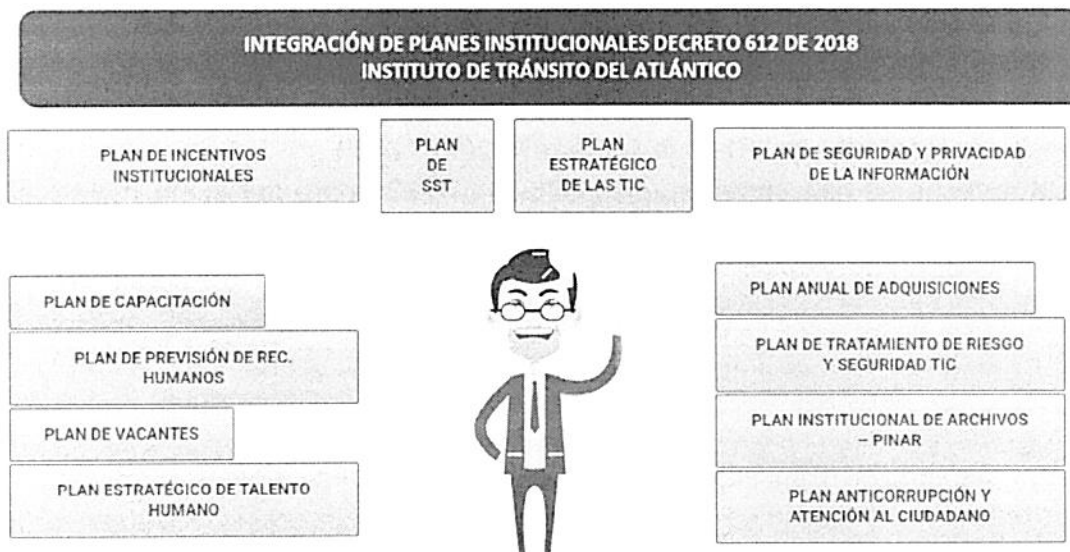 INTEGRACIÓN DE PLANES INSTITUCIONALES DECRETO 612 DE 2018
INSTITUTO DE TRÁNSITO DEL ATLÁNTICO
PLAN DE INCENTIVOS
INSTITUCIONALES
PLAN
DE
SST
PLAN
ESTRATÉGICO
DE LAS TIC
PLAN DE SEGURIDAD Y PRIVACIDAD
DE LA INFORMACIÓN
PLAN DE CAPACITACIÓN
PLAN DE PREVISIÓN DE REC.
HUMANOS
PLAN DE VACANTES
PLAN ESTRATÉGICO DE TALENTO
HUMANO
PLAN ANUAL DE ADQUISICIONES
PLAN DE TRATAMIENTO DE RIESGO
Y SEGURIDAD TIC
PLAN INSTITUCIONAL DE ARCHIVOS
– PINAR
PLAN ANTICORRUPCIÓN Y
ATENCIÓN AL CIUDADANO